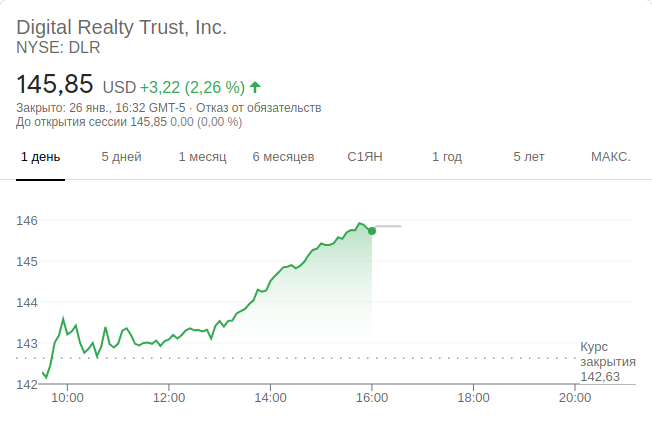 Digital Realty Trust, Inc.
NYSE: DLR
145,85 USD +3,22 (2,26 %)
Закрыто: 26 янв., 16:32 GMT-5 · Отказ от обязательств
До открытия сессии 145,85 0,00 (0,00 %)
1 день 5 дней 1 месяц 6 месяцев С1ЯН 1 год 5 лет МАКС.
146
145
144
143
Курс
закрытия
142,63
142
10:00 12:00 14:00 16:00 18:00 20:00